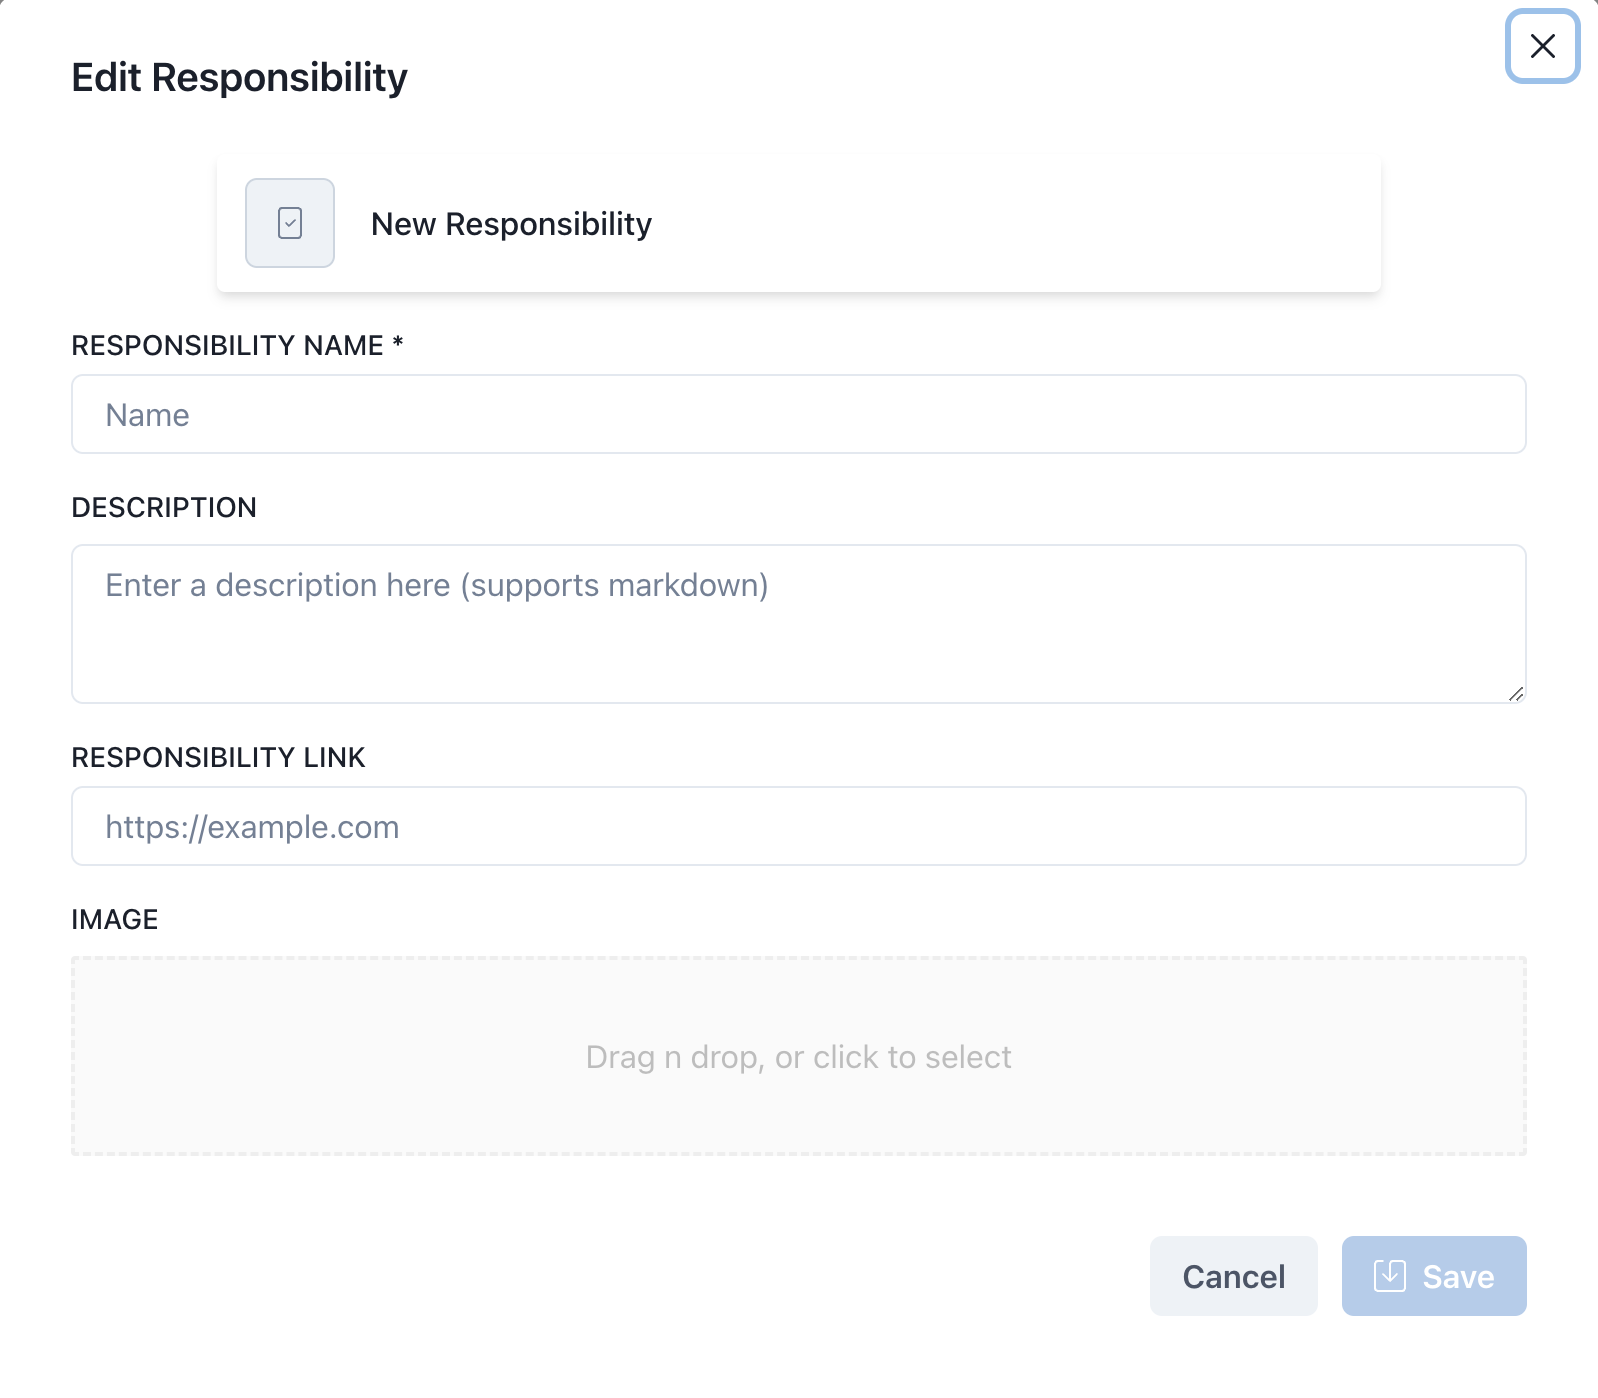 Edit Responsibility
New Responsibility
RESPONSIBILITY NAME *
Name
DESCRIPTION
Enter a description here (supports markdown)
RESPONSIBILITY LINK
https://example.com
IMAGE
Drag n drop, or click to select
Cancel
Save